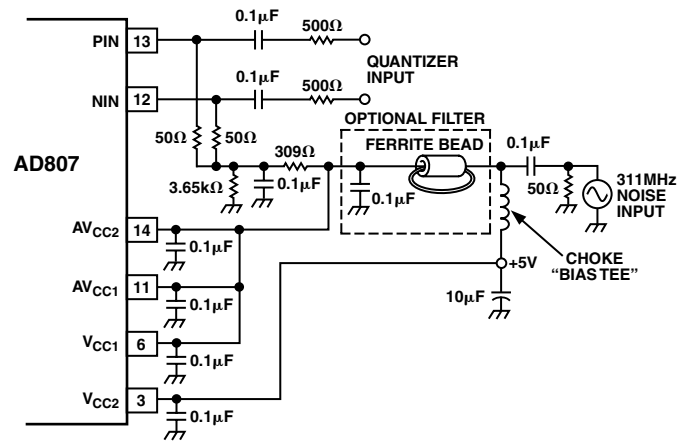 0.1µF
500Ω
PIN
13
QUANTIZER
INPUT
0.1µF
500Ω
NIN
12
OPTIONAL FILTER
FERRITE BEAD
0.1µF
50Ω
50Ω
309Ω
AD807
3.65kΩ
0.1µF
0.1µF
50Ω
311MHz
NOISE
INPUT
AVCC2
14
0.1µF
CHOKE
"BIAS TEE"
+5V
AVCC1
11
0.1µF
10µF
VCC1
6
0.1µF
VCC2
3
0.1µF